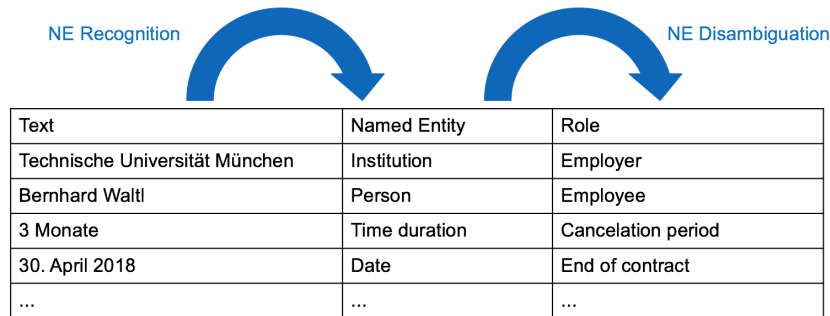 NE Recognition NE Disambiguation
Text Named Entity Role
Technische Universität München Institution Employer
Bernhard Waltl Person Employee
3 Monate Time duration Cancelation period
30. April 2018 Date End of contract
... ... ...